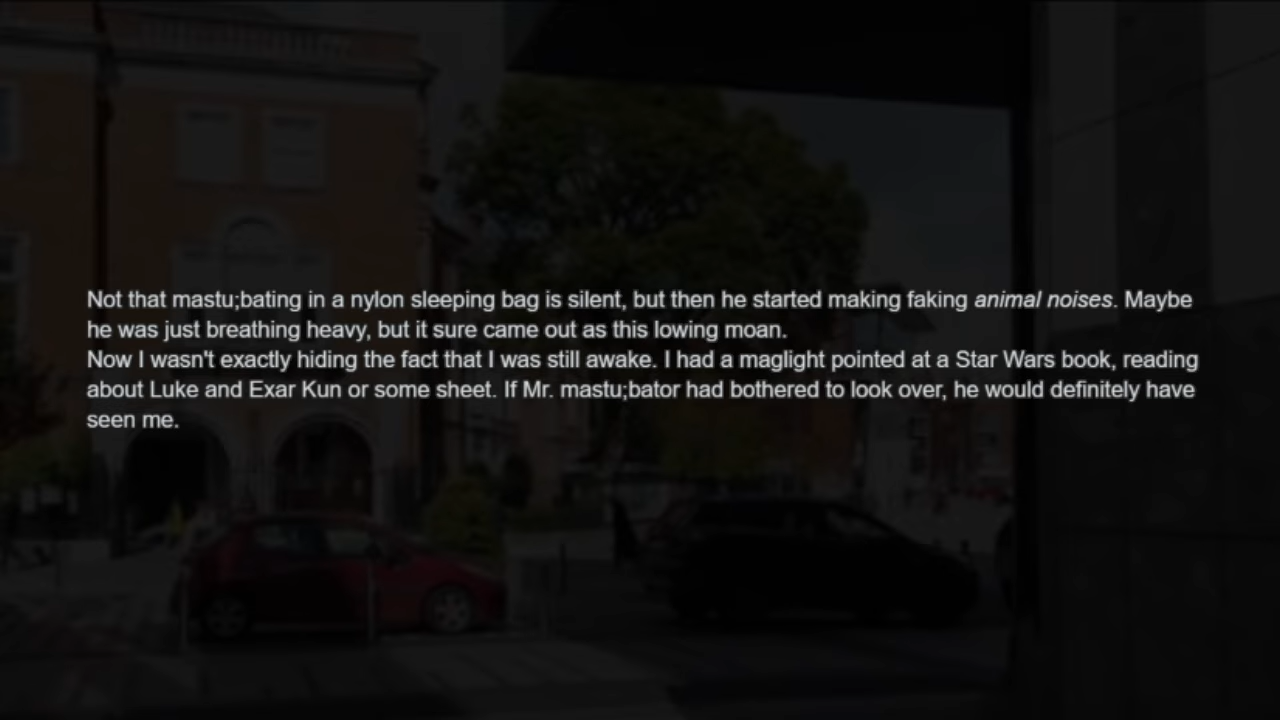 Not that mastu;bating in a nylon sleeping bag is silent, but then he started making faking animal noises. Maybe
he was just breathing heavy, but it sure came out as this lowing moan.
Now I wasn't exactly hiding the fact that I was still awake. I had a maglight pointed at a Star Wars book, reading
about Luke and Exar Kun or some sheet. If Mr. mastu;bator had bothered to look over, he would definitely have
seen me.